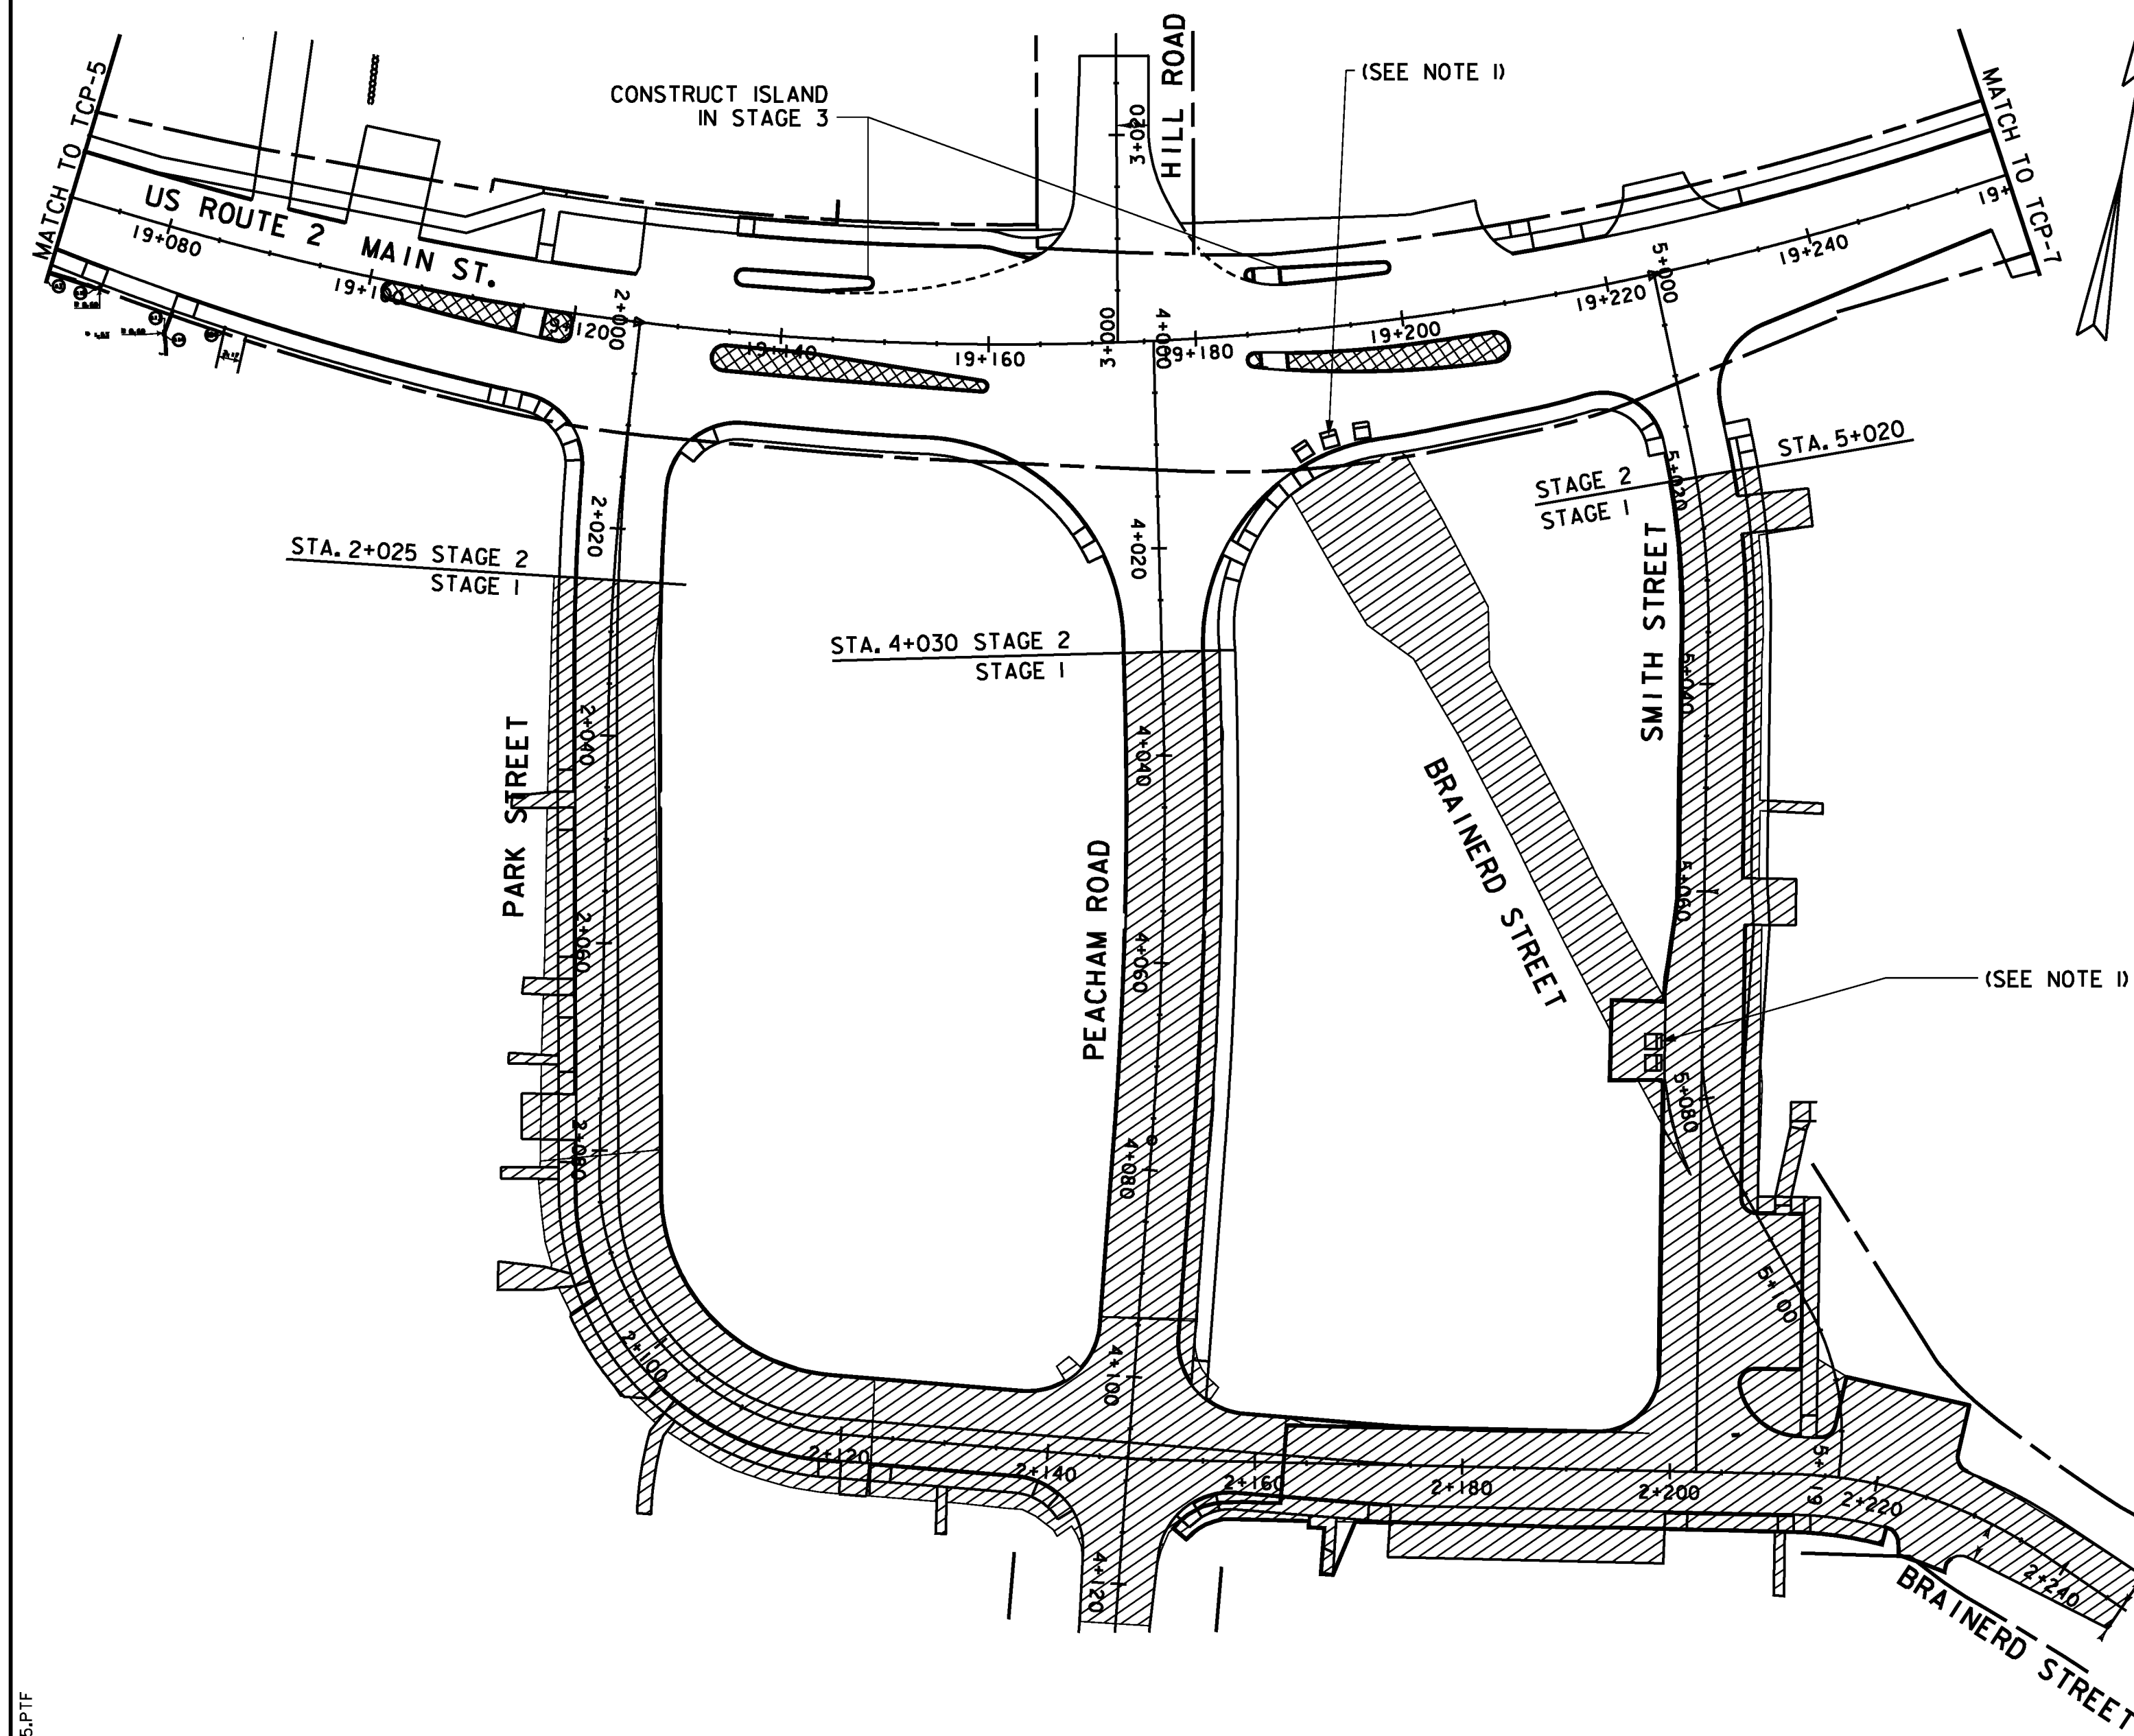 MATCH TO TCP-5
US ROUTE 2 MAIN ST.
CONSTRUCT ISLAND
IN STAGE 3
HILL ROAD
(SEE NOTE 1)
MATCH TO TCP-7
19+080
19+100
19+120
19+140
19+160
19+180
19+200
19+220
19+240
19+
3+020
3+000
2+000
4+000
5+000
STA. 5+020
STAGE 2
STAGE 1
5+020
2+020
4+020
STA. 2+025 STAGE 2
STAGE 1
STA. 4+030 STAGE 2
STAGE 1
SMITH STREET
PARK STREET
PEACHAM ROAD
BRAINERD STREET
2+040
4+040
5+040
2+060
4+060
5+060
(SEE NOTE 1)
2+080
4+080
5+080
2+100
4+100
5+100
2+120
2+140
2+160
2+180
2+200
5+119
2+220
4+120
2+240
BRAINERD STREET
5.PTF